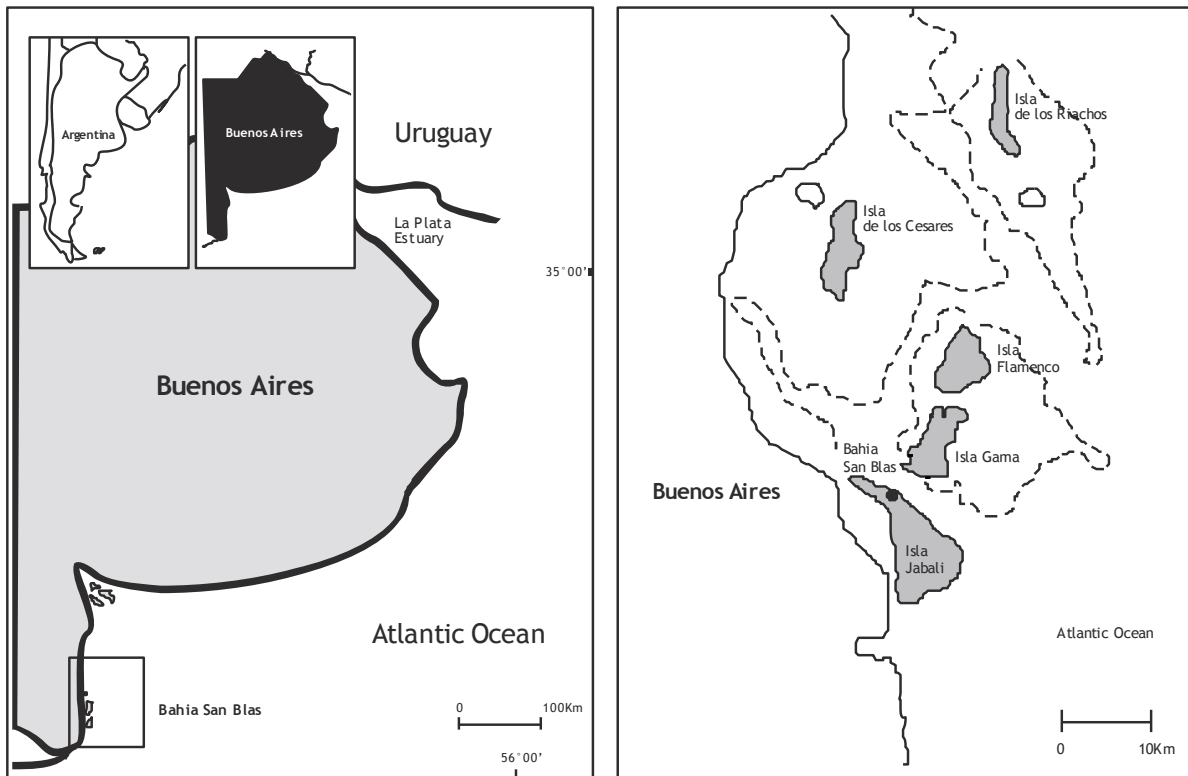 Argentina
Buenos Aires
Uruguay
La Plata
Estuary
35°00'
Buenos Aires
Atlantic Ocean
Bahia San Blas
0 100Km
56°00'
Isla
de los Riachos
Isla
de los Cesares
Isla
Flamenco
Bahia
San Blas
Isla Gama
Buenos Aires
Isla
Jabali
Atlantic Ocean
0 10Km